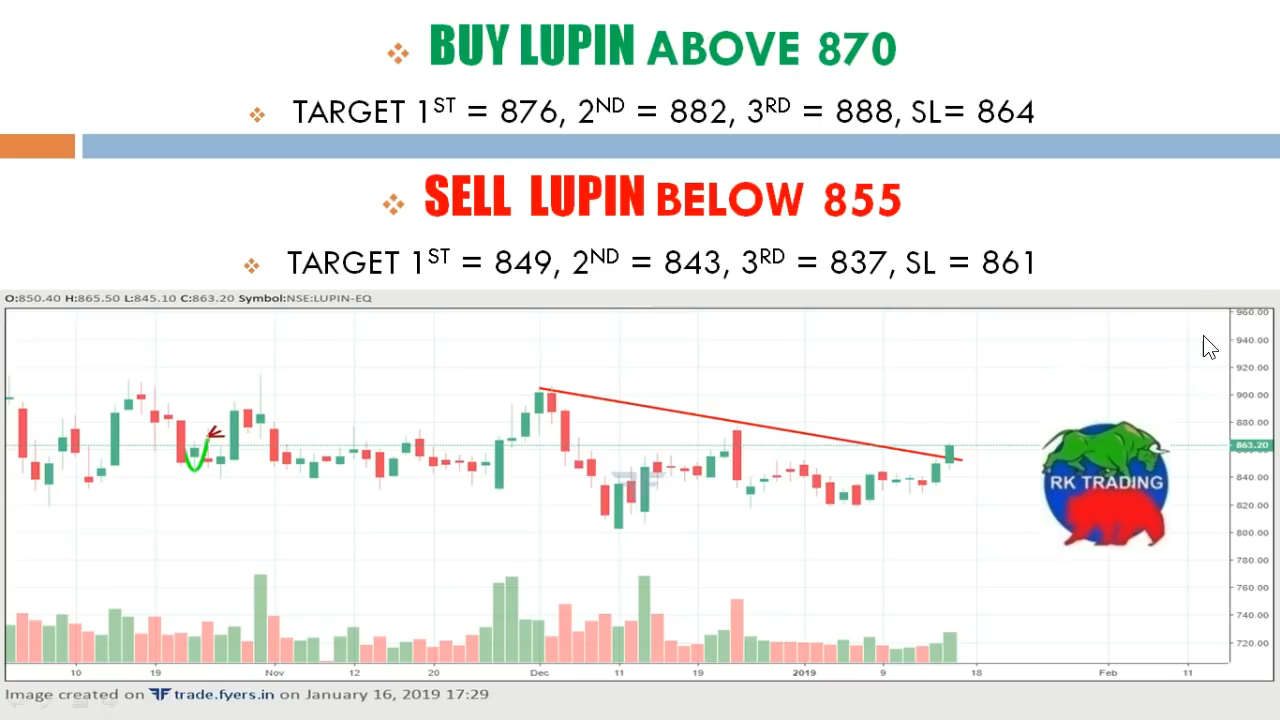 BUY LUPIN ABOVE 870
TARGET 1ST = 876, 2ND = 882, 3RD = 888, SL= 864
SELL LUPIN BELOW 855
TARGET 1ST = 849, 2ND = 843, 3RD = 837, SL = 861
O:850.40 H:865.50 L:845.10 C:863.20 Symbol:NSE:LUPIN-EQ
960.00
940.00
920.00
900.00
880.00
863.20
840.00
820.00
800.00
780.00
760.00
740.00
720.00
RK TRADING
10 19 Nov 12 20 Dec 11 19 2019 9 18 Feb 11
Image created on trade.fyers.in on January 16, 2019 17:29